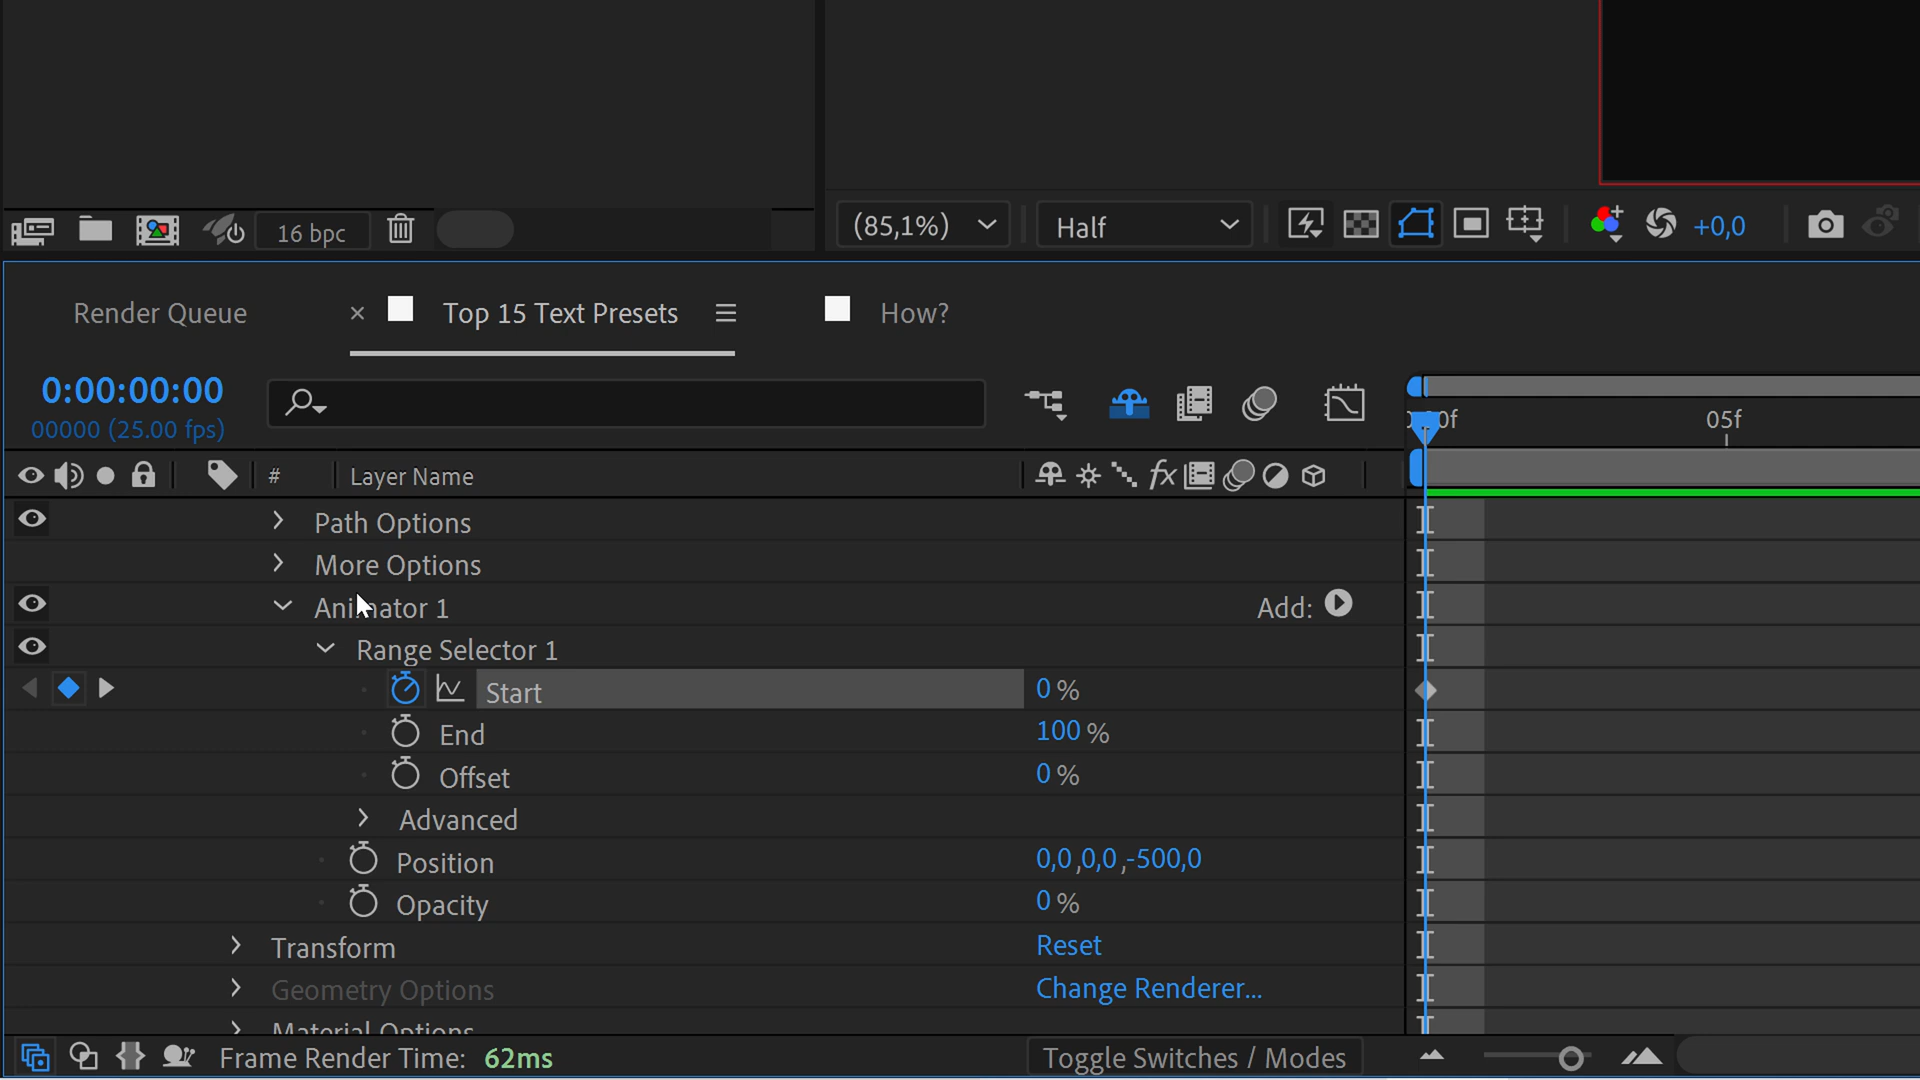 16 bpc
(85,1%)
Half
+0,0
Render Queue
Top 15 Text Presets
How?
0:00:00:00
00000 (25.00 fps)
05f
#
Layer Name
Path Options
More Options
Animator 1
Add:
Range Selector 1
Start
0 %
End
100 %
Offset
0 %
Advanced
Position
0,0,0,0,-500,0
Opacity
0 %
Transform
Reset
Geometry Options
Change Renderer...
Material Options
Frame Render Time: 62ms
Toggle Switches / Modes